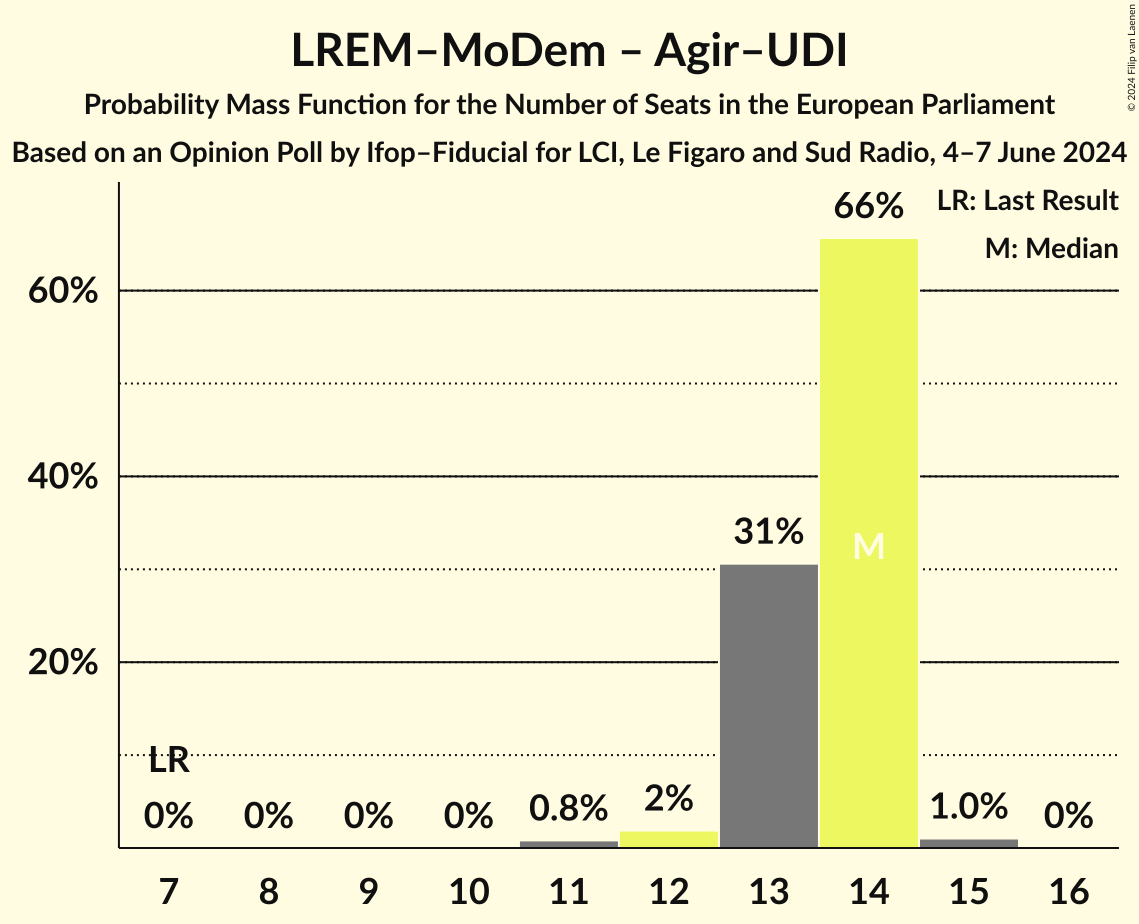 LREM–MoDem – Agir–UDI
Probability Mass Function for the Number of Seats in the European Parliament
Based on an Opinion Poll by Ifop–Fiducial for LCI, Le Figaro and Sud Radio, 4–7 June 2024
© 2024 Filip van Laenen
LR: Last Result
M: Median
66%
60%
40%
31%
M
20%
LR
0% 0% 0% 0% 0.8% 2% 1.0% 0%
7 8 9 10 11 12 13 14 15 16